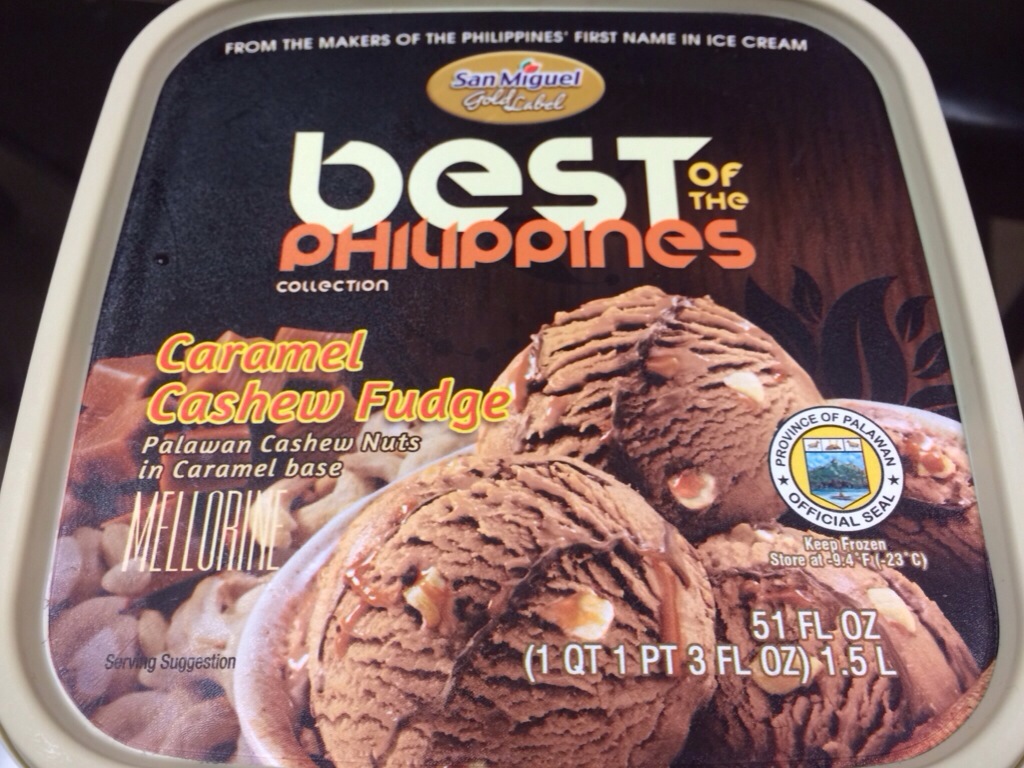 FROM THE MAKERS OF THE PHILIPPINES' FIRST NAME IN ICE CREAM
San Miguel
Gold Label
best OF THE
PHILIPPINES
COLLECTION
Caramel
Cashew Fudge
Palawan Cashew Nuts
in Caramel base
MELLORINE
PROVINCE OF PALAWAN
OFFICIAL SEAL
Keep Frozen
Store at -9.4°F (-23°C)
51 FL OZ
(1 QT 1 PT 3 FL OZ) 1.5 L
Serving Suggestion